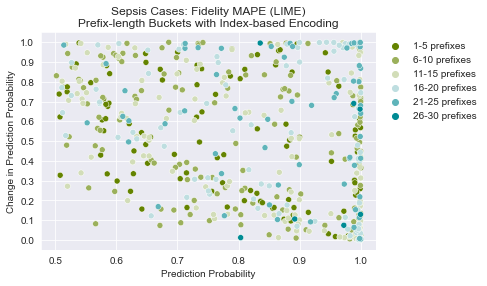 Sepsis Cases: Fidelity MAPE (LIME)
Prefix-length Buckets with Index-based Encoding
Change in Prediction Probability
1.0
0.9
0.8
0.7
0.6
0.5
0.4
0.3
0.2
0.1
0.0
0.5 0.6 0.7 0.8 0.9 1.0
Prediction Probability
1-5 prefixes
6-10 prefixes
11-15 prefixes
16-20 prefixes
21-25 prefixes
26-30 prefixes